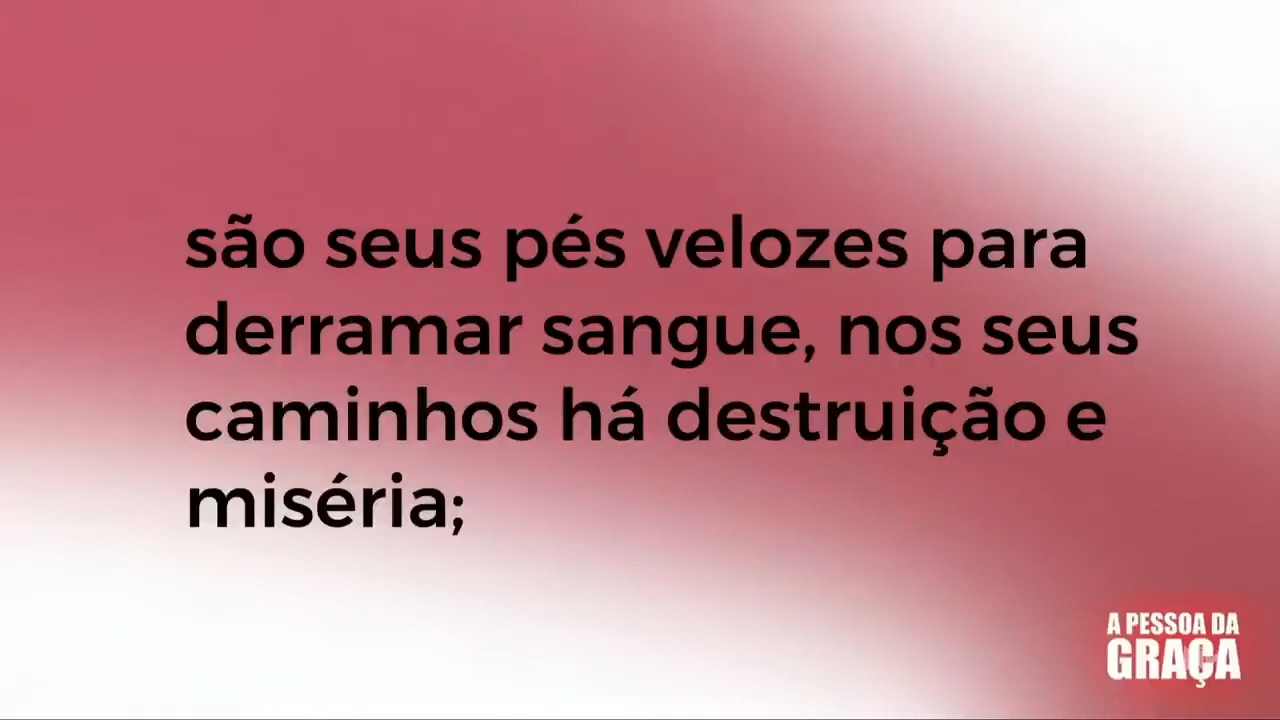 são seus pés velozes para
derramar sangue, nos seus
caminhos há destruição e
miséria;
A PESSOA DA
GRAÇA